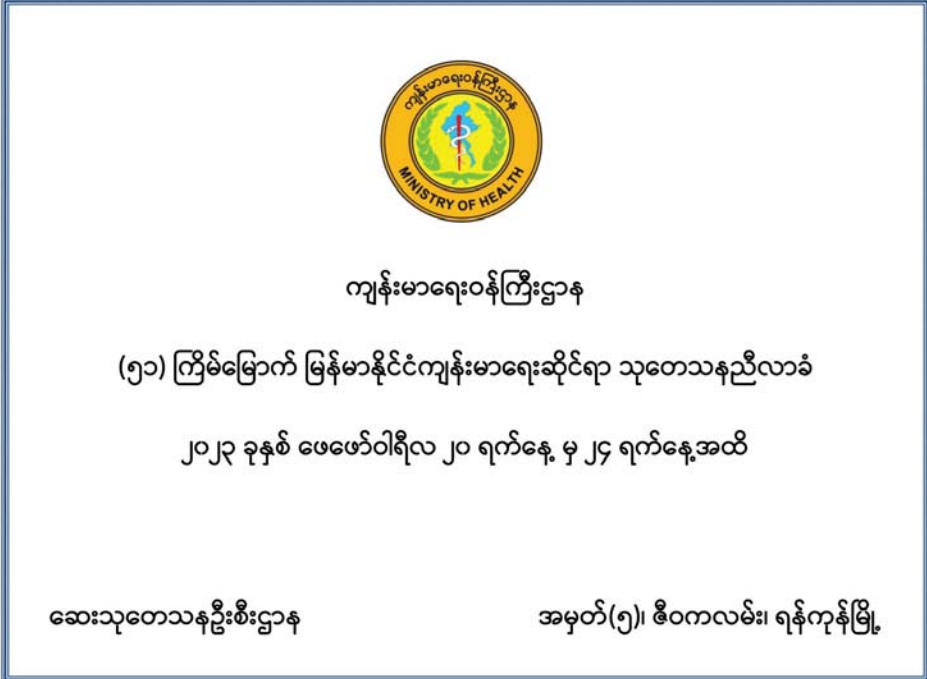 ကျန်းမာရေးဝန်ကြီးဌာန
MINISTRY OF HEALTH
ကျန်းမာရေးဝန်ကြီးဌာန
(၅၁) ကြိမ်မြောက် မြန်မာနိုင်ငံကျန်းမာရေးဆိုင်ရာ သုတေသနညီလာခံ
၂၀၂၃ ခုနှစ် ဖေဖော်ဝါရီလ ၂၀ ရက်နေ့ မှ ၂၄ ရက်နေ့အထိ
ဆေးသုတေသနဦးစီးဌာန
အမှတ်(၅)၊ ဇီဝကလမ်း၊ ရန်ကုန်မြို့